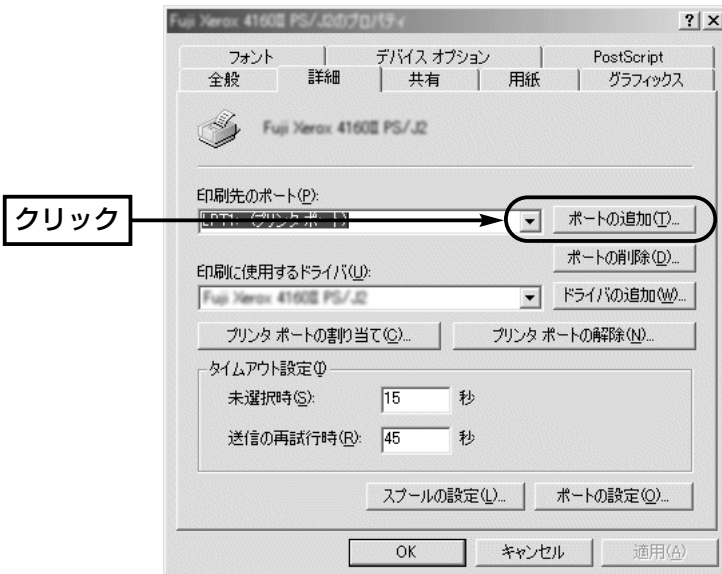 Fuji Xerox 4160Ⅱ PS/J2のプロパティ
フォント デバイス オプション PostScript
全般 詳細 共有 用紙 グラフィックス
Fuji Xerox 4160Ⅱ PS/J2
印刷先のポート(P):
クリック
LPT1: (プリンタ ポート) ポートの追加(T)...
ポートの削除(D)...
印刷に使用するドライバ(U):
Fuji Xerox 4160Ⅱ PS/J2 ドライバの追加(W)...
プリンタ ポートの割り当て(C)... プリンタ ポートの解除(N)...
タイムアウト設定(I)
未選択時(S): 15 秒
送信の再試行時(R): 45 秒
スプールの設定(L)... ポートの設定(O)...
OK キャンセル 適用(A)